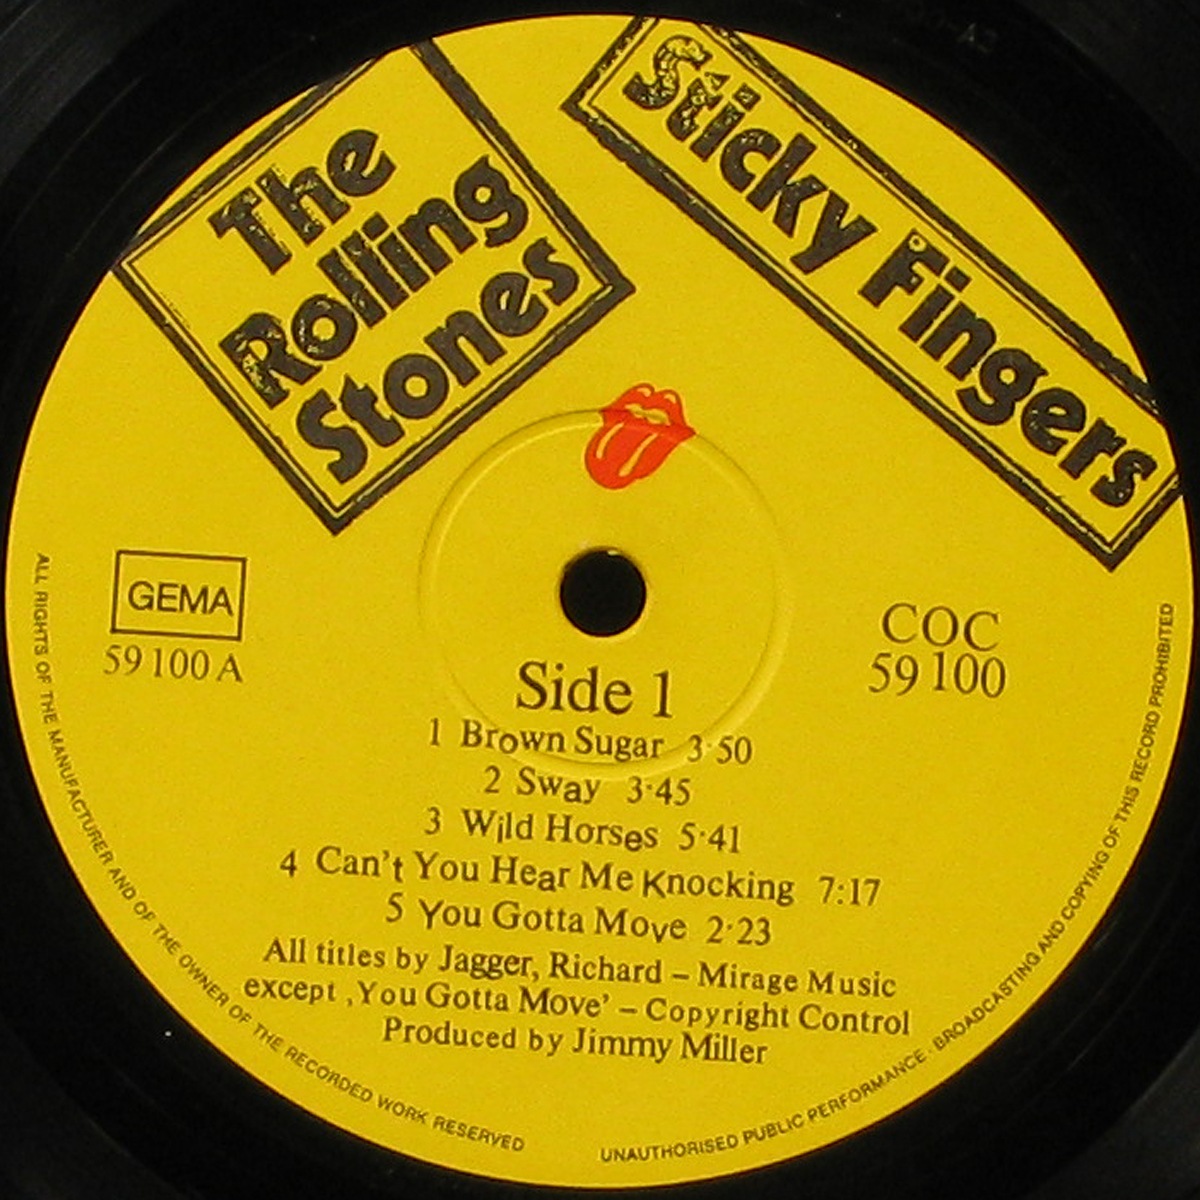 The
Rolling
Stones
Sticky Fingers
GEMA
59 100 A
COC
59 100
Side 1
1 Brown Sugar 3·50
2 Sway 3·45
3 Wild Horses 5·41
4 Can't You Hear Me Knocking 7:17
5 You Gotta Move 2·23
All titles by Jagger, Richard – Mirage Music
except ‚You Gotta Move' – Copyright Control
Produced by Jimmy Miller
ALL RIGHTS OF THE MANUFACTURER AND OF THE OWNER OF THE RECORDED WORK RESERVED
UNAUTHORISED PUBLIC PERFORMANCE · BROADCASTING AND COPYING OF THIS RECORD PROHIBITED